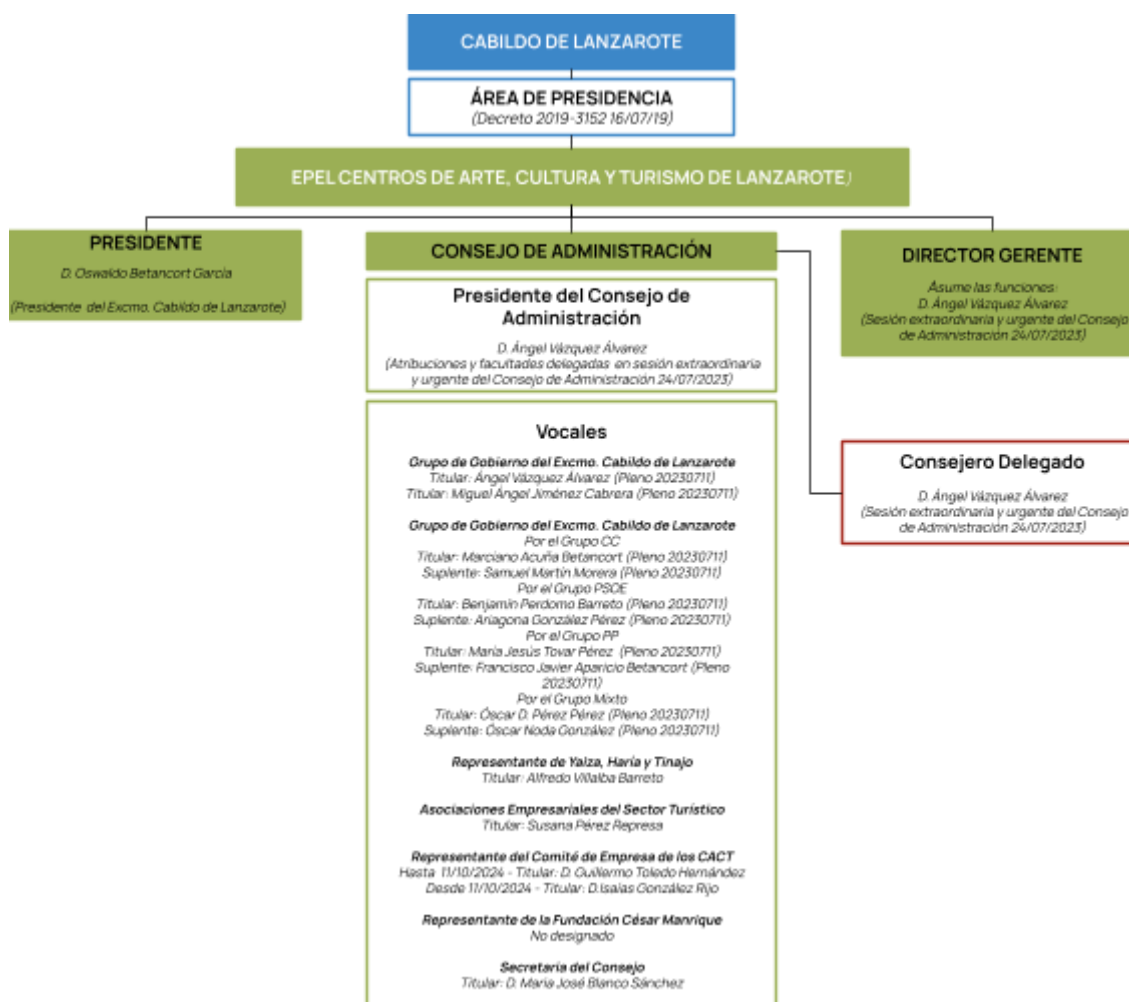 CABILDO DE LANZAROTE
ÁREA DE PRESIDENCIA
(Decreto 2019-3152 16/07/19)
EPEL CENTROS DE ARTE, CULTURA Y TURISMO DE LANZAROTE)
PRESIDENTE
D. Oswaldo Betancort García
(Presidente del Excmo. Cabildo de Lanzarote)
CONSEJO DE ADMINISTRACIÓN
Presidente del Consejo de
Administración
D. Ángel Vázquez Álvarez
(Atribuciones y facultades delegadas en sesión extraordinaria
y urgente del Consejo de Administración 24/07/2023)
Vocales
Grupo de Gobierno del Excmo. Cabildo de Lanzarote
Titular: Ángel Vázquez Álvarez (Pleno 20230711)
Titular: Miguel Ángel Jiménez Cabrera (Pleno 20230711)
Grupo de Gobierno del Excmo. Cabildo de Lanzarote
Por el Grupo CC
Titular: Marciano Acuña Betancort (Pleno 20230711)
Suplente: Samuel Martín Morera (Pleno 20230711)
Por el Grupo PSOE
Titular: Benjamín Perdomo Barreto (Pleno 20230711)
Suplente: Ariagona González Pérez (Pleno 20230711)
Por el Grupo PP
Titular: María Jesús Tovar Pérez (Pleno 20230711)
Suplente: Francisco Javier Aparicio Betancort (Pleno
20230711)
Por el Grupo Mixto
Titular: Óscar D. Pérez Pérez (Pleno 20230711)
Suplente: Óscar Noda González (Pleno 20230711)
Representante de Yaiza, Haría y Tinajo
Titular: Alfredo Villalba Barreto
Asociaciones Empresariales del Sector Turístico
Titular: Susana Pérez Represa
Representante del Comité de Empresa de los CACT
Hasta 11/10/2024 - Titular: D. Guillermo Toledo Hernández
Desde 11/10/2024 - Titular: D.Isaias González Rijo
Representante de la Fundación César Manrique
No designado
Secretaria del Consejo
Titular: D. María José Blanco Sánchez
DIRECTOR GERENTE
Asume las funciones:
D. Ángel Vázquez Álvarez
(Sesión extraordinaria y urgente del Consejo
de Administración 24/07/2023)
Consejero Delegado
D. Ángel Vázquez Álvarez
(Sesión extraordinaria y urgente del Consejo
de Administración 24/07/2023)